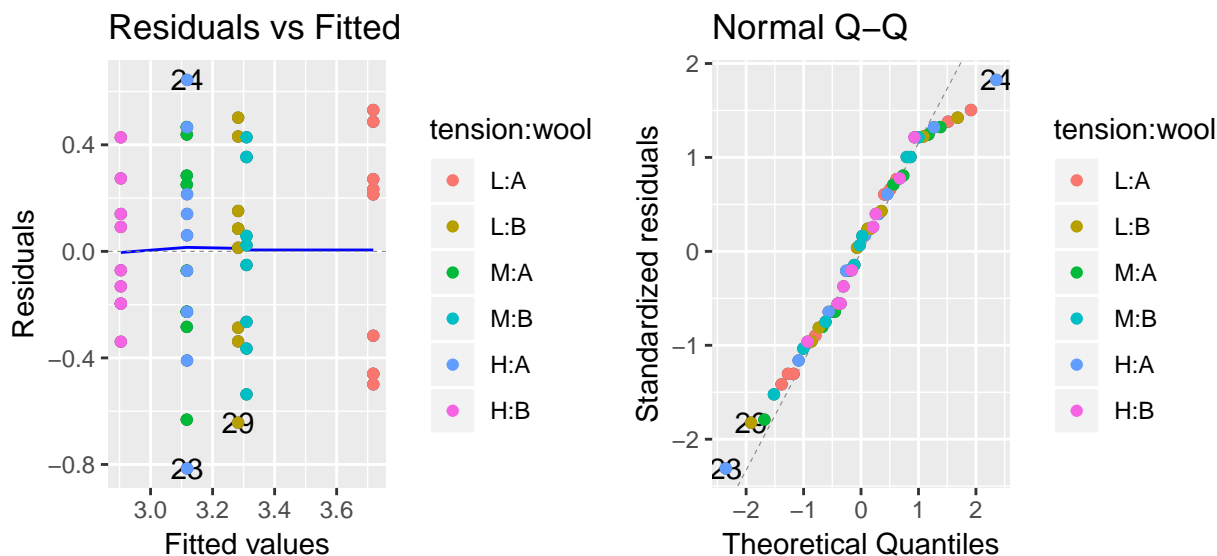 Residuals vs Fitted
24
29
23
0.4
0.0
−0.4
−0.8
3.0 3.2 3.4 3.6
Fitted values
Residuals
tension:wool
L:A
L:B
M:A
M:B
H:A
H:B
Normal Q−Q
24
29
23
2
1
0
−1
−2
−2 −1 0 1 2
Theoretical Quantiles
Standardized residuals
tension:wool
L:A
L:B
M:A
M:B
H:A
H:B